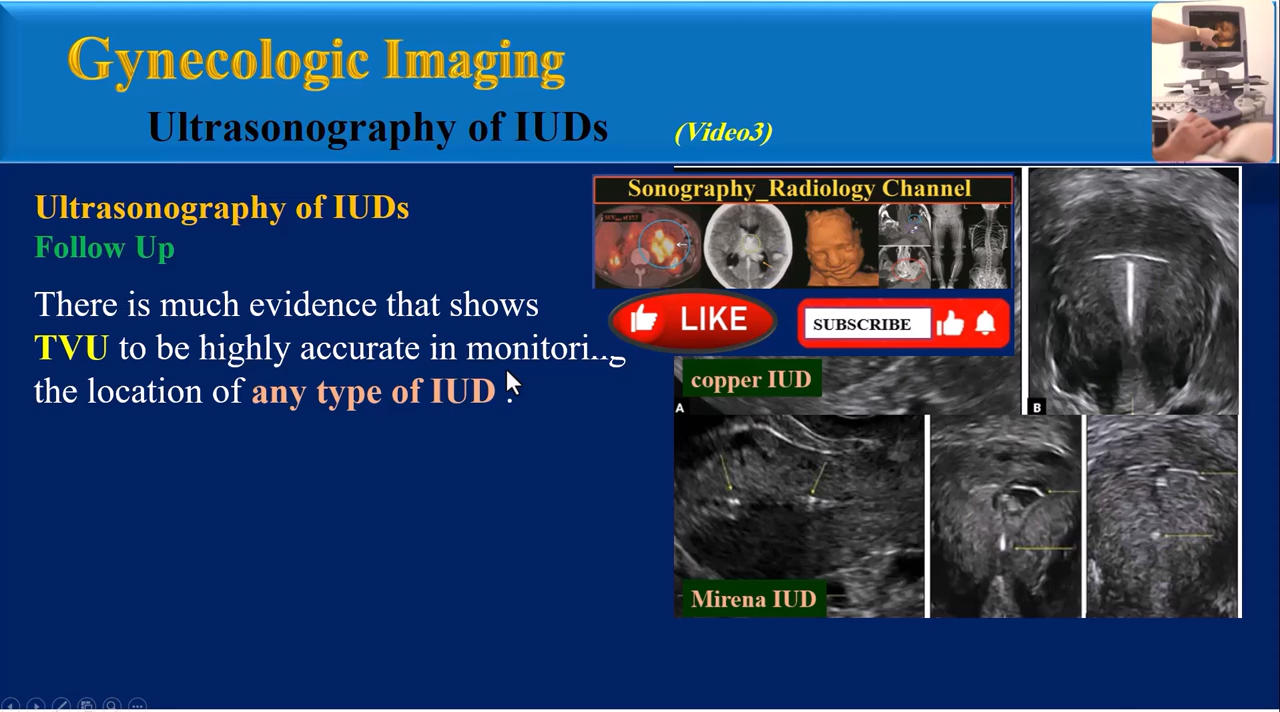 Gynecologic Imaging
Ultrasonography of IUDs
(Video3)
Ultrasonography of IUDs
Follow Up
There is much evidence that shows
TVU to be highly accurate in monitoring
the location of any type of IUD .
Sonography_Radiology Channel
LIKE
SUBSCRIBE
copper IUD
A
B
Mirena IUD